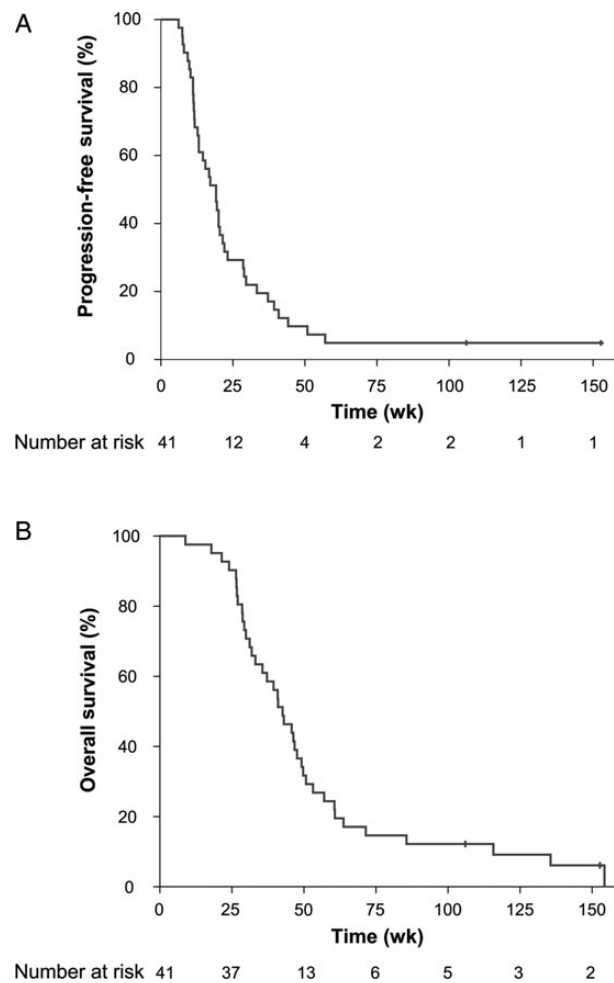 A
Progression-free survival (%)
100
80
60
40
20
0
0 25 50 75 100 125 150
Time (wk)
Number at risk 41 12 4 2 2 1 1
B
Overall survival (%)
100
80
60
40
20
0
0 25 50 75 100 125 150
Time (wk)
Number at risk 41 37 13 6 5 3 2